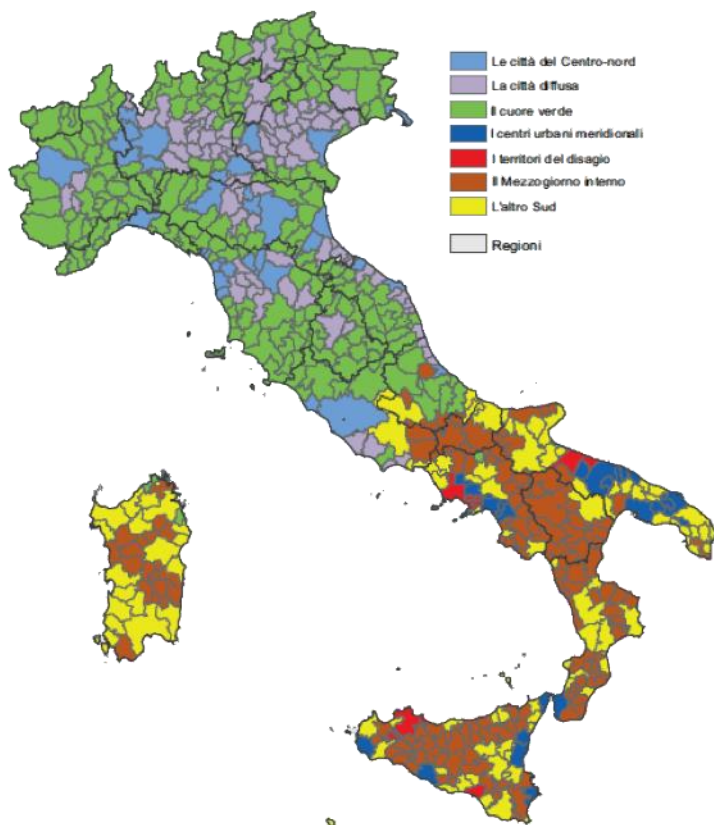 Le città del Centro-nord
La città diffusa
Il cuore verde
I centri urbani meridionali
I territori del disagio
Il Mezzogiorno interno
L'altro Sud
Regioni